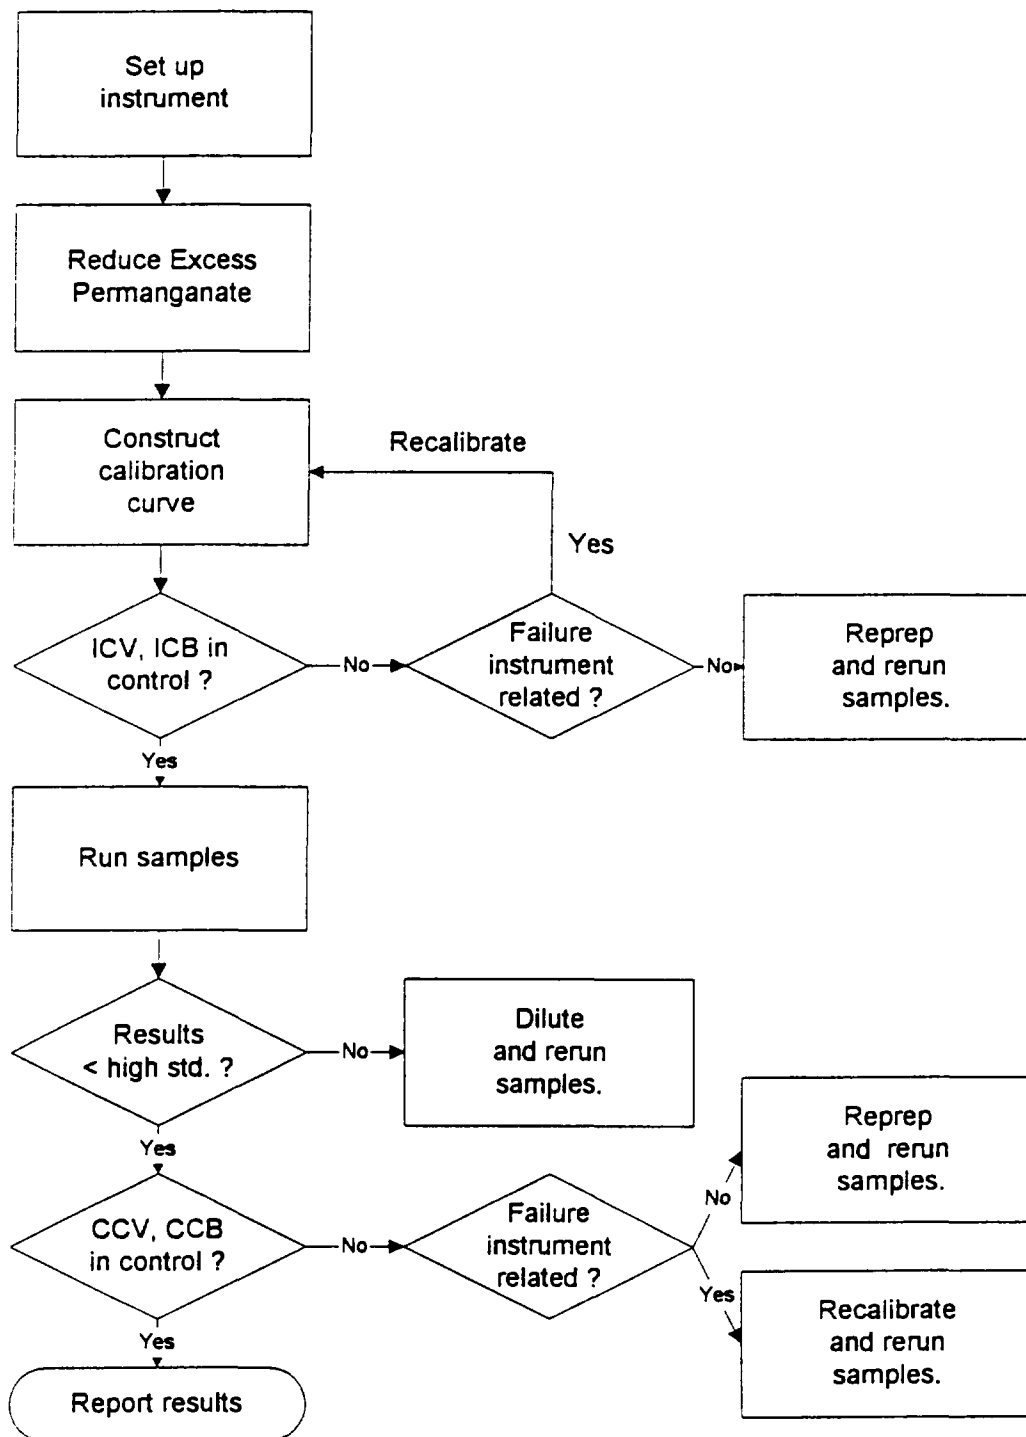 Set up
instrument
Reduce Excess
Permanganate
Construct
calibration
curve
Recalibrate
Yes
ICV, ICB in
control ?
No
Failure
instrument
related ?
No
Reprep
and rerun
samples.
Yes
Run samples
Results
< high std. ?
No
Dilute
and rerun
samples.
Yes
Reprep
and rerun
samples.
No
CCV, CCB
in control ?
No
Failure
instrument
related ?
Yes
Recalibrate
and rerun
samples.
Yes
Report results